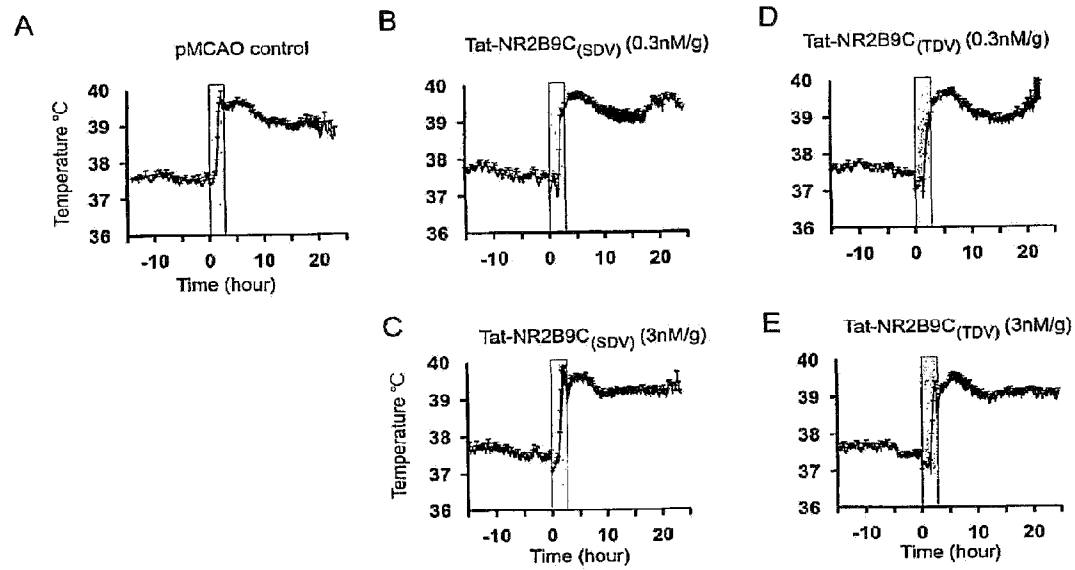 A
pMCAO control
40
39
38
37
36
Temperature °C
-10 0 10 20
Time (hour)
B
Tat-NR2B9C(SDV) (0.3nM/g)
40
39
38
37
36
-10 0 10 20
D
Tat-NR2B9C(TDV) (0.3nM/g)
40
39
38
37
36
-10 0 10 20
C
Tat-NR2B9C(SDV) (3nM/g)
40
39
38
37
36
Temperature °C
-10 0 10 20
Time (hour)
E
Tat-NR2B9C(TDV) (3nM/g)
40
39
38
37
36
-10 0 10 20
Time (hour)